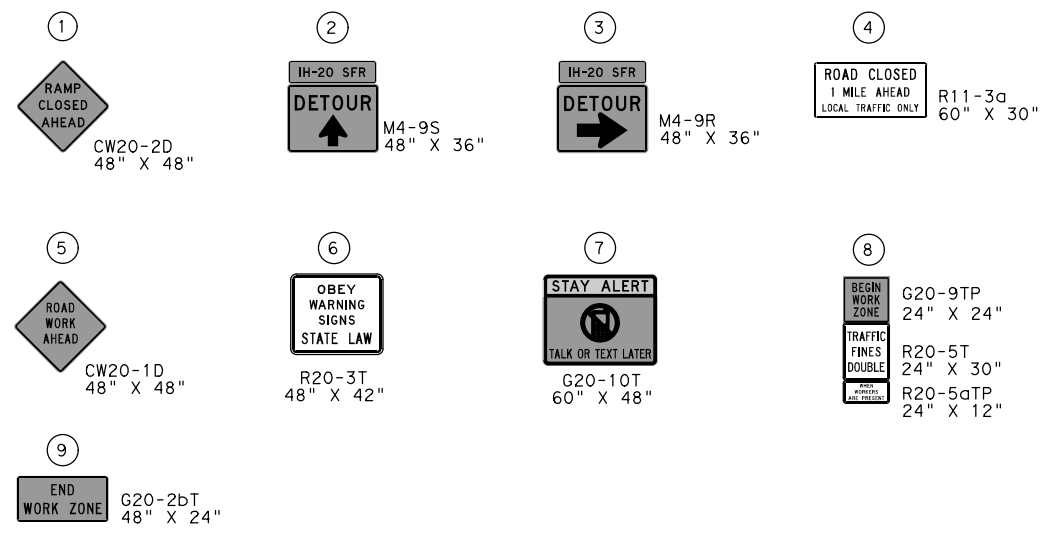 1
RAMP
CLOSED
AHEAD
CW20-2D
48" X 48"
2
IH-20 SFR
DETOUR
M4-9S
48" X 36"
3
IH-20 SFR
DETOUR
M4-9R
48" X 36"
4
ROAD CLOSED
1 MILE AHEAD
LOCAL TRAFFIC ONLY
R11-3a
60" X 30"
5
ROAD
WORK
AHEAD
CW20-1D
48" X 48"
6
OBEY
WARNING
SIGNS
STATE LAW
R20-3T
48" X 42"
7
STAY ALERT
TALK OR TEXT LATER
G20-10T
60" X 48"
8
BEGIN
WORK
ZONE
G20-9TP
24" X 24"
TRAFFIC
FINES
DOUBLE
R20-5T
24" X 30"
WHEN
WORKERS
ARE PRESENT
R20-5aTP
24" X 12"
9
END
WORK ZONE
G20-2bT
48" X 24"